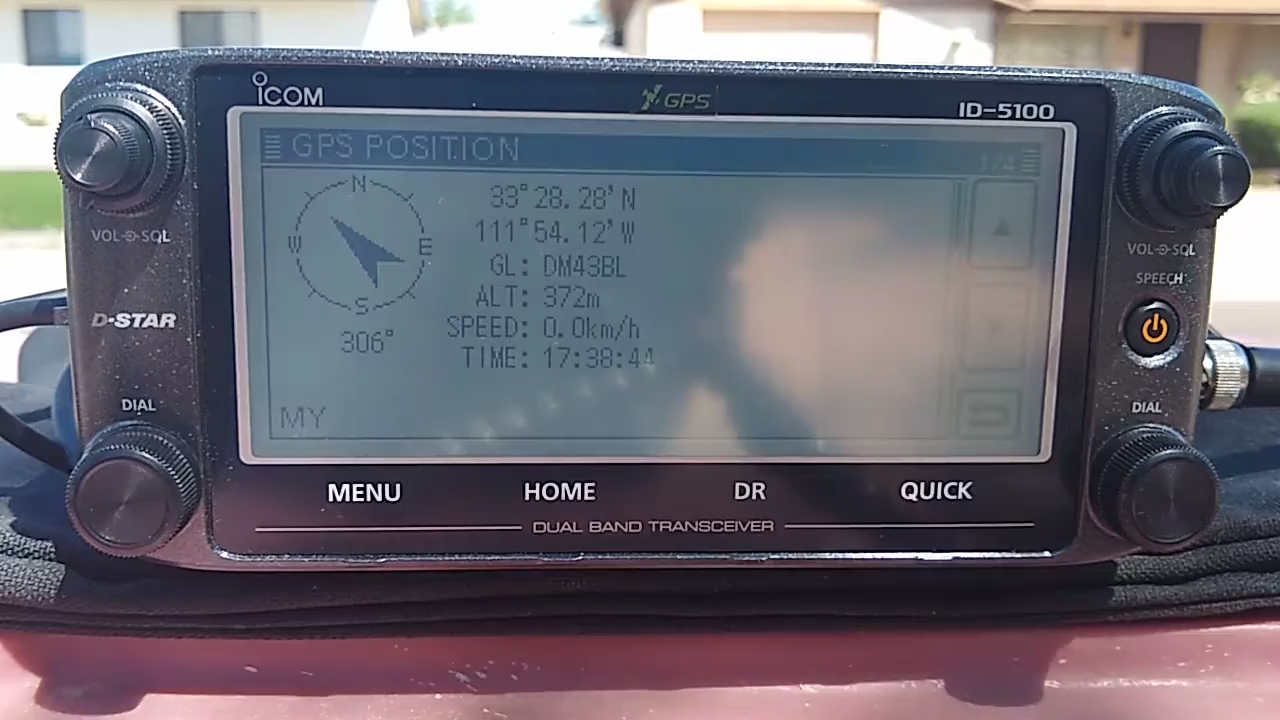 ICOM
GPS
ID-5100
GPS POSITION
1/4
N
W
E
S
306°
33°28.28'N
111°54.12'W
GL: DM43BL
ALT: 372m
SPEED: 0.0km/h
TIME: 17:38:44
MY
VOL SQL
D-STAR
DIAL
VOL SQL
SPEECH
DIAL
MENU
HOME
DR
QUICK
DUAL BAND TRANSCEIVER